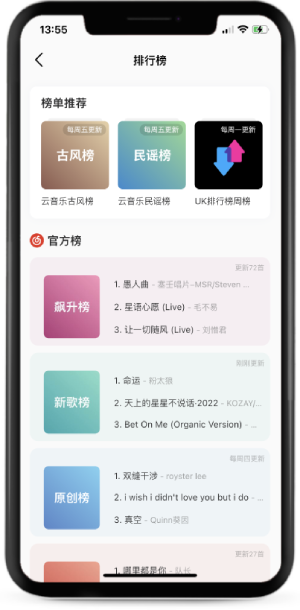 13:55
排行榜
榜单推荐
每周五更新
每周五更新
每周一更新
古风榜
民谣榜
云音乐古风榜
云音乐民谣榜
UK排行榜周榜
官方榜
更新72首
飙升榜
1. 愚人曲 - 塞壬唱片-MSR/Steven ...
2. 星语心愿 (Live) - 毛不易
3. 让一切随风 (Live) - 刘惜君
刚刚更新
新歌榜
1. 命运 -
2. 天上的星星不说话·2022 - KOZAY/...
3. Bet On Me (Organic Version) - ...
每周四更新
原创榜
1. 双缝干涉 - royster lee
2. i wish i didn't love you but i do - ...
3. 真空 - Quinn葵因
更新27首
1. 哪里都是你 - 队长